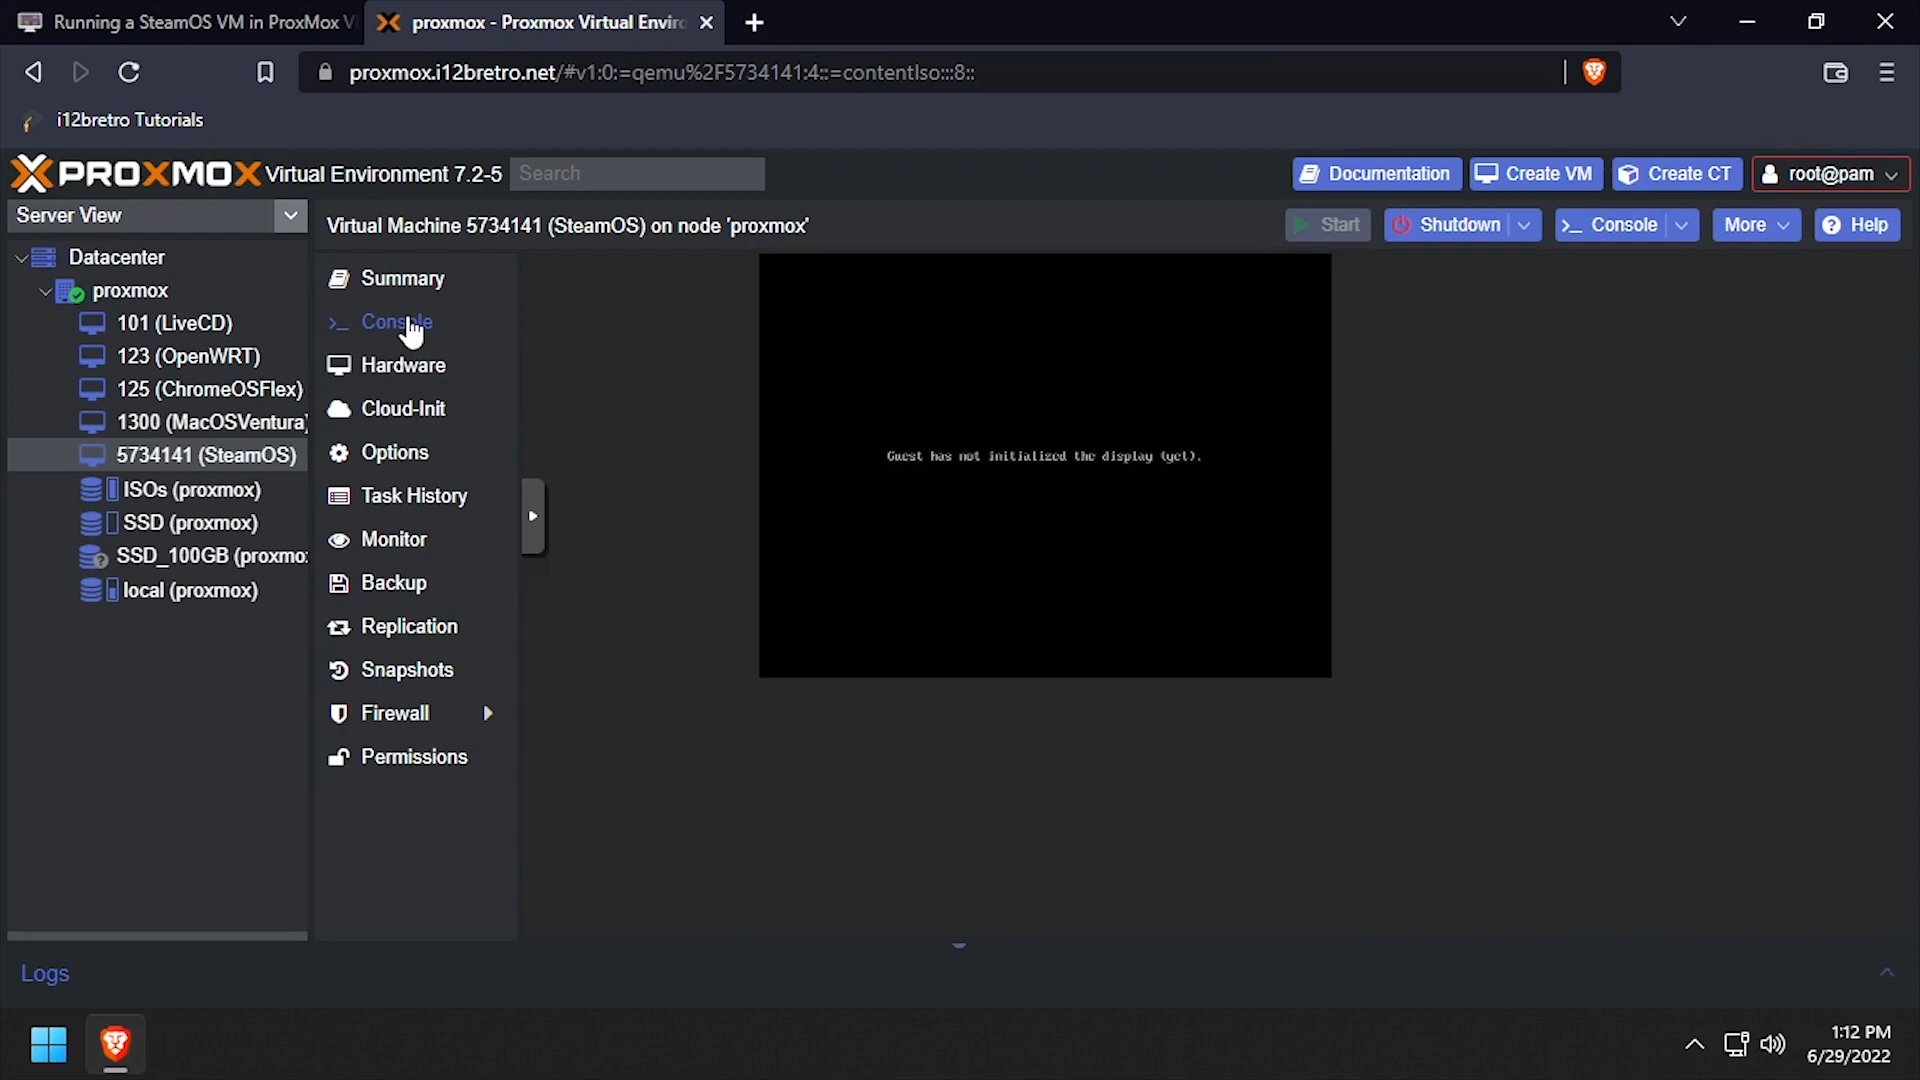 Running a SteamOS VM in ProxMox V
proxmox - Proxmox Virtual Enviro
proxmox.i12bretro.net/#v1:0:=qemu%2F5734141:4::=contentIso:::8::
i12bretro Tutorials
PROXMOX Virtual Environment 7.2-5
Search
Documentation
Create VM
Create CT
root@pam
Server View
Virtual Machine 5734141 (SteamOS) on node 'proxmox'
Start
Shutdown
Console
More
Help
Datacenter
proxmox
101 (LiveCD)
123 (OpenWRT)
125 (ChromeOSFlex)
1300 (MacOSVentura)
5734141 (SteamOS)
ISOs (proxmox)
SSD (proxmox)
SSD_100GB (proxmo
local (proxmox)
Summary
Console
Hardware
Cloud-Init
Options
Task History
Monitor
Backup
Replication
Snapshots
Firewall
Permissions
Guest has not initialized the display (yet).
Logs
1:12 PM
6/29/2022